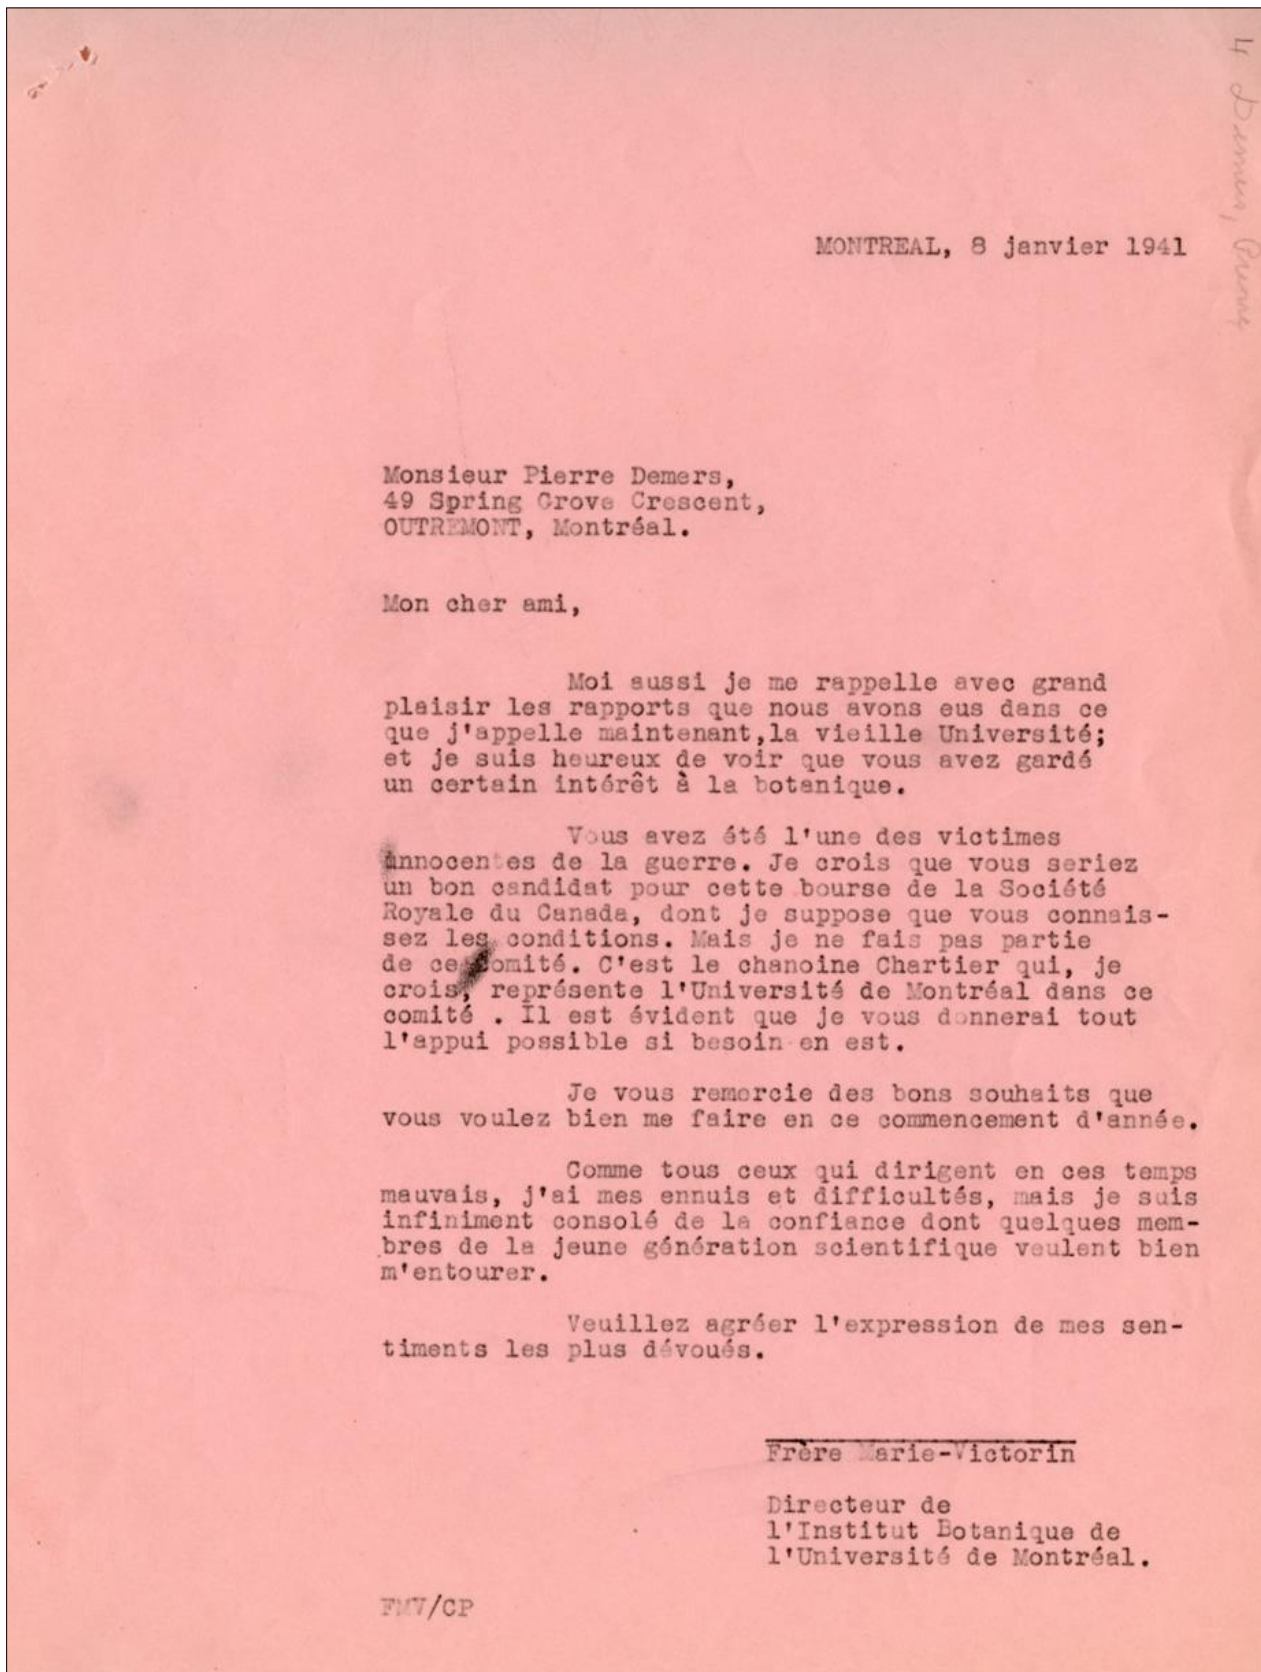 4 Demers, Pierre
MONTREAL, 8 janvier 1941
Monsieur Pierre Demers,
49 Spring Grove Crescent,
OUTREMONT, Montréal.
Mon cher ami,
Moi aussi je me rappelle avec grand
plaisir les rapports que nous avons eus dans ce
que j'appelle maintenant,la vieille Université;
et je suis heureux de voir que vous avez gardé
un certain intérêt à la botanique.
Vous avez été l'une des victimes
innocentes de la guerre. Je crois que vous seriez
un bon candidat pour cette bourse de la Société
Royale du Canada, dont je suppose que vous connais-
sez les conditions. Mais je ne fais pas partie
de ce comité. C'est le chanoine Chartier qui, je
crois, représente l'Université de Montréal dans ce
comité . Il est évident que je vous donnerai tout
l'appui possible si besoin en est.
Je vous remercie des bons souhaits que
vous voulez bien me faire en ce commencement d'année.
Comme tous ceux qui dirigent en ces temps
mauvais, j'ai mes ennuis et difficultés, mais je suis
infiniment consolé de la confiance dont quelques mem-
bres de la jeune génération scientifique veulent bien
m'entourer.
Veuillez agréer l'expression de mes sen-
timents les plus dévoués.
Frère Marie-Victorin
Directeur de
l'Institut Botanique de
l'Université de Montréal.
FMV/CP